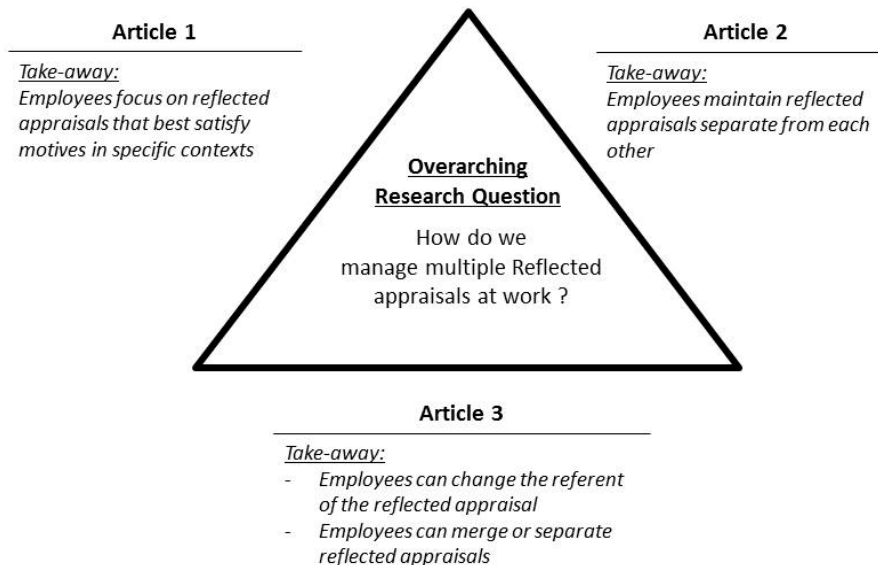 Article 1
Take-away:
Employees focus on reflected
appraisals that best satisfy
motives in specific contexts
Article 2
Take-away:
Employees maintain reflected
appraisals separate from each
other
Overarching
Research Question
How do we
manage multiple Reflected
appraisals at work ?
Article 3
Take-away:
- Employees can change the referent
of the reflected appraisal
- Employees can merge or separate
reflected appraisals